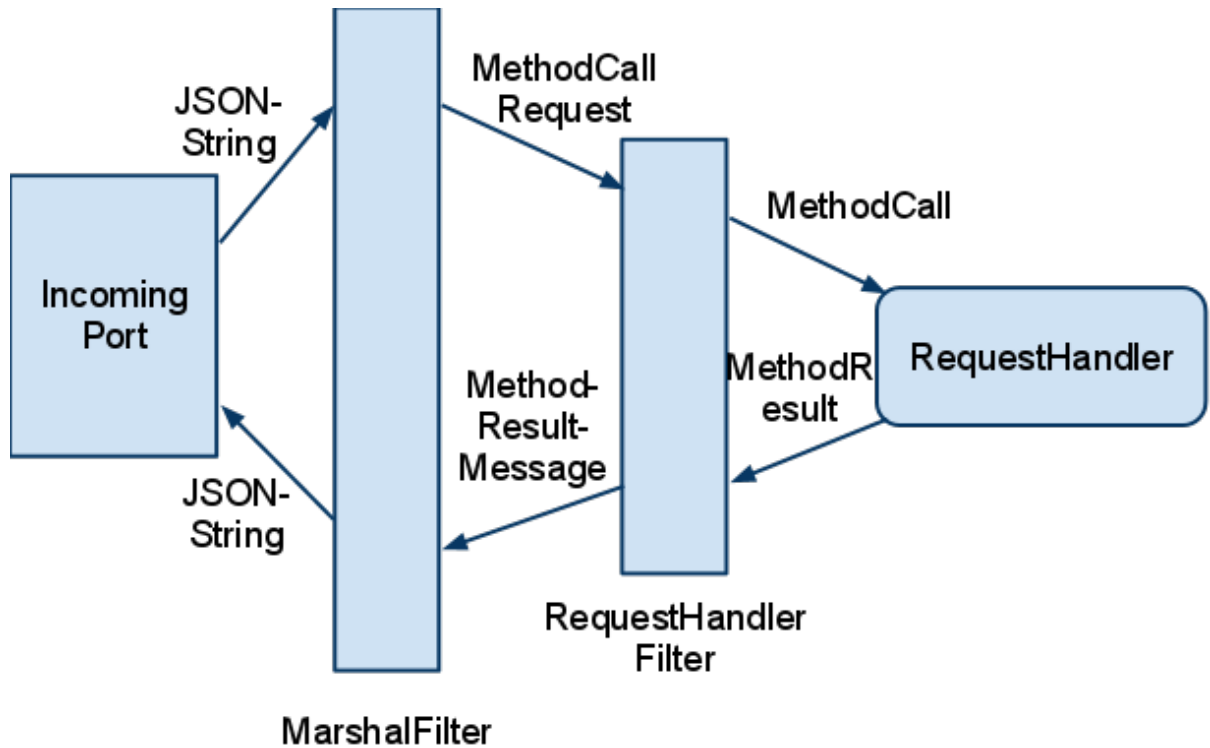 JSON-
String
MethodCall
Request
MethodCall
Incoming
Port
RequestHandler
MethodR
esult
Method-
Result-
Message
JSON-
String
RequestHandler
Filter
MarshalFilter